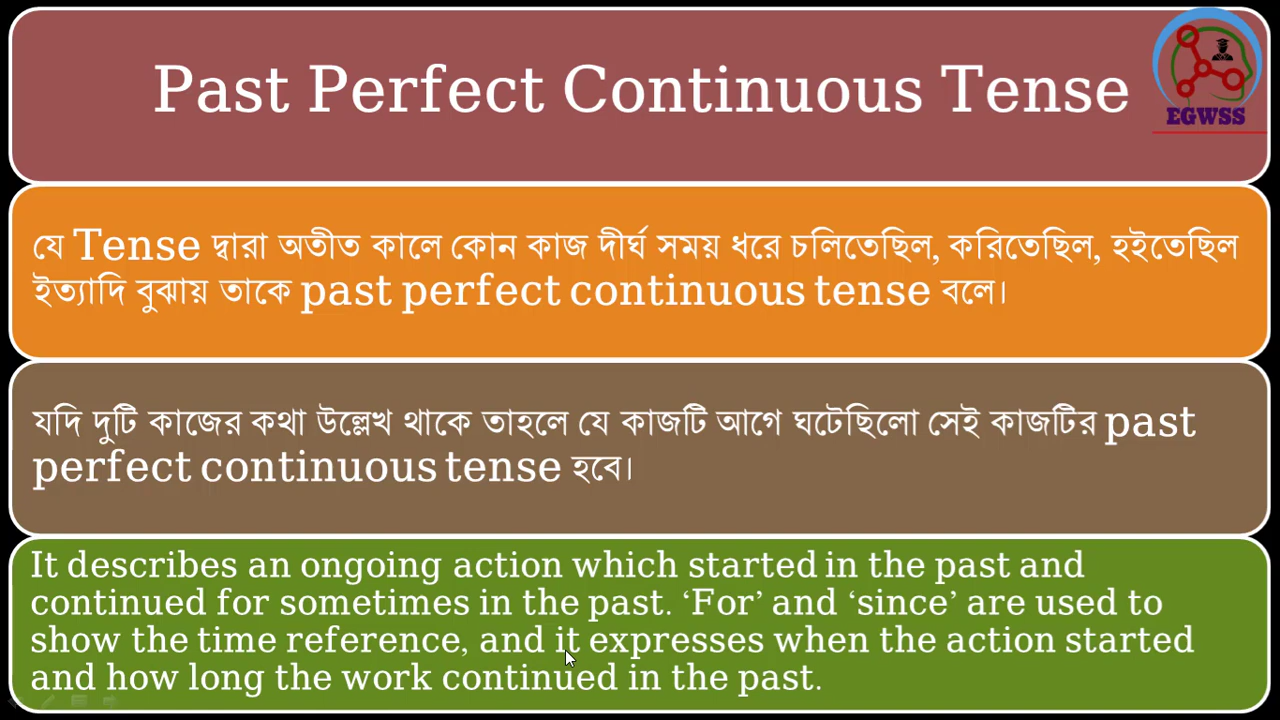 Past Perfect Continuous Tense
EGWSS
যে Tense দ্বারা অতীত কালে কোন কাজ দীর্ঘ সময় ধরে চলিতেছিল, করিতেছিল, হইতেছিল
ইত্যাদি বুঝায় তাকে past perfect continuous tense বলে।
যদি দুটি কাজের কথা উল্লেখ থাকে তাহলে যে কাজটি আগে ঘটেছিলো সেই কাজটির past
perfect continuous tense হবে।
It describes an ongoing action which started in the past and
continued for sometimes in the past. ‘For’ and ‘since’ are used to
show the time reference, and it expresses when the action started
and how long the work continued in the past.